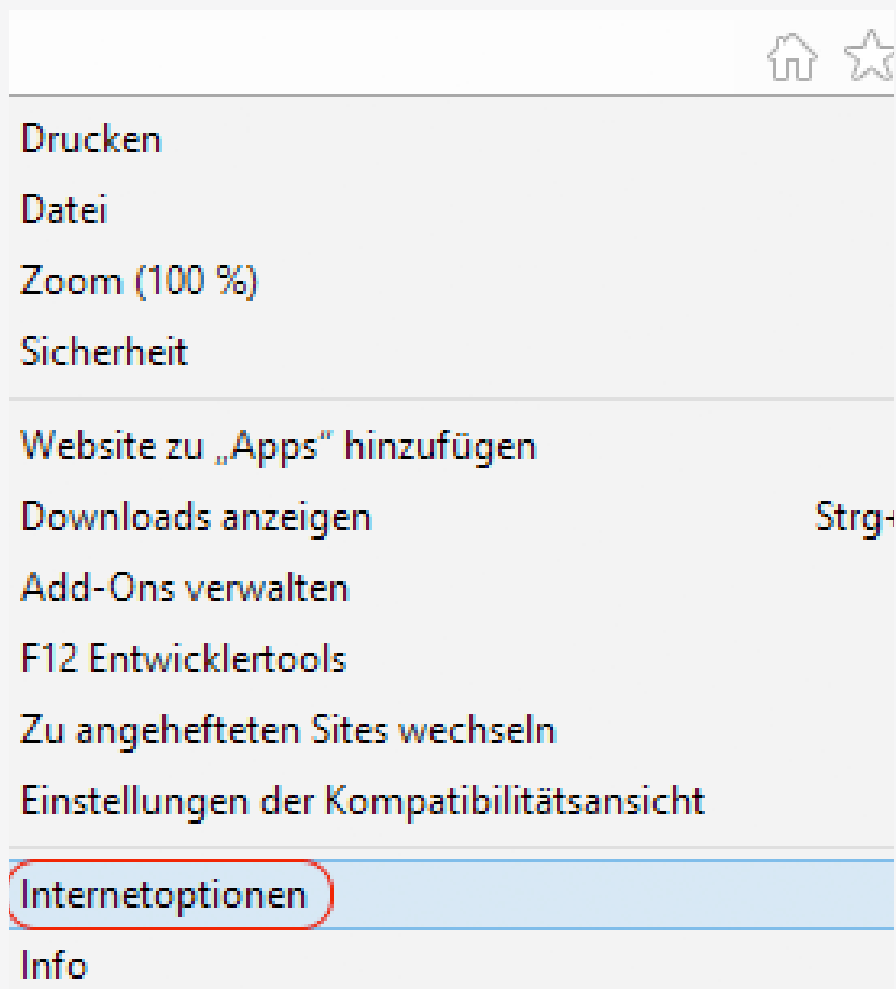 Drucken
Datei
Zoom (100 %)
Sicherheit
Website zu „Apps“ hinzufügen
Downloads anzeigen Strg+
Add-Ons verwalten
F12 Entwicklertools
Zu angehefteten Sites wechseln
Einstellungen der Kompatibilitätsansicht
Internetoptionen
Info